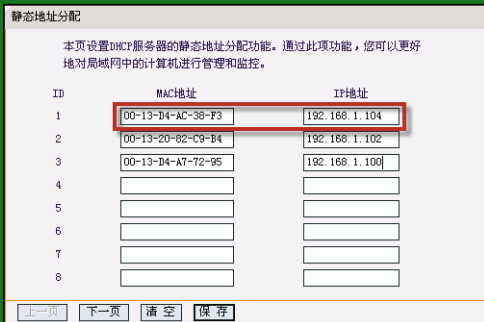 静态地址分配
本页设置DHCP服务器的静态地址分配功能。通过此项功能，您可以更好
地对局域网中的计算机进行管理和监控。
ID MAC地址 IP地址
1 00-13-D4-AC-38-F3 192.168.1.104
2 00-13-20-82-C9-B4 192.168.1.102
3 00-13-D4-A7-72-95 192.168.1.100
4
5
6
7
8
上一页 下一页 清 空 保 存